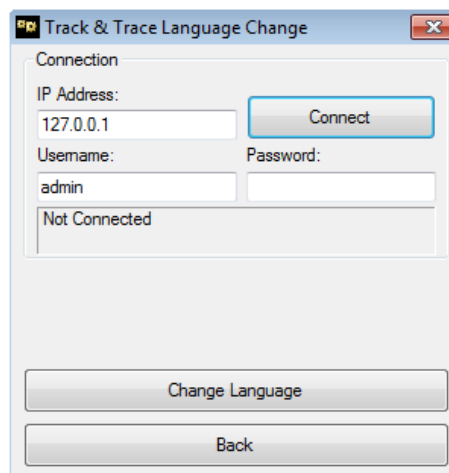 Track & Trace Language Change
Connection
IP Address:
127.0.0.1
Connect
Username:
Password:
admin
Not Connected
Change Language
Back